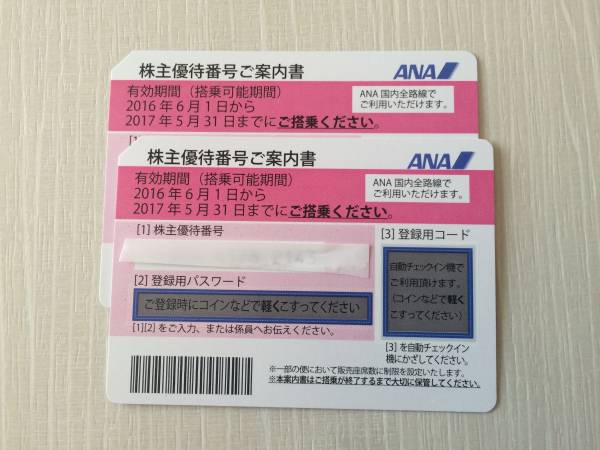 株主優待番号ご案内書
ANA
有効期間（搭乗可能期間）
2016年6月1日から
2017年5月31日までにご搭乗ください。
ANA国内全路線で
ご利用いただけます。
株主優待番号ご案内書
ANA
有効期間（搭乗可能期間）
2016年6月1日から
2017年5月31日までにご搭乗ください。
ANA国内全路線で
ご利用いただけます。
[1] 株主優待番号
[2] 登録用パスワード
ご登録時にコインなどで軽くこすってください
[1][2]をご入力、または係員へお伝えください。
[3] 登録用コード
自動チェックイン機で
ご利用頂けます。
（コインなどで軽く
こすってください）
[3]を自動チェックイン
機にかざしてください。
※一部の便において販売座席数に制限を設定いたします。
※本案内書はご搭乗が終了するまで大切に保管してください。